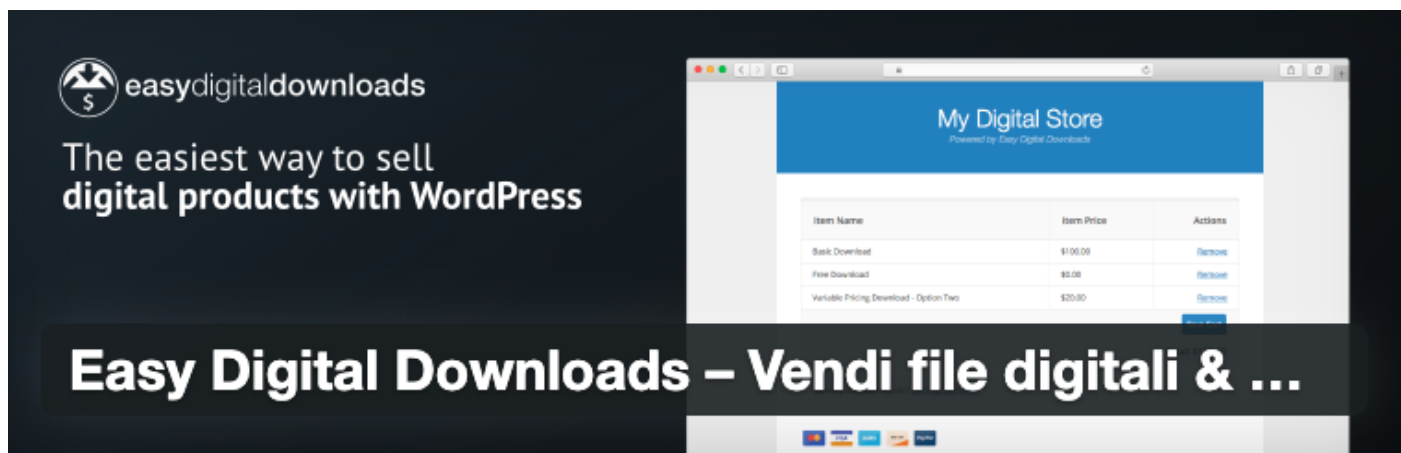 easydigitaldownloads
The easiest way to sell
digital products with WordPress
My Digital Store
Powered by Easy Digital Downloads
Item Name Item Price Actions
Basic Download $100.00 Remove
Free Download $0.00 Remove
Variable Pricing Download - Option Two $20.00 Remove
Easy Digital Downloads – Vendi file digitali & ...
VISA
PayPal